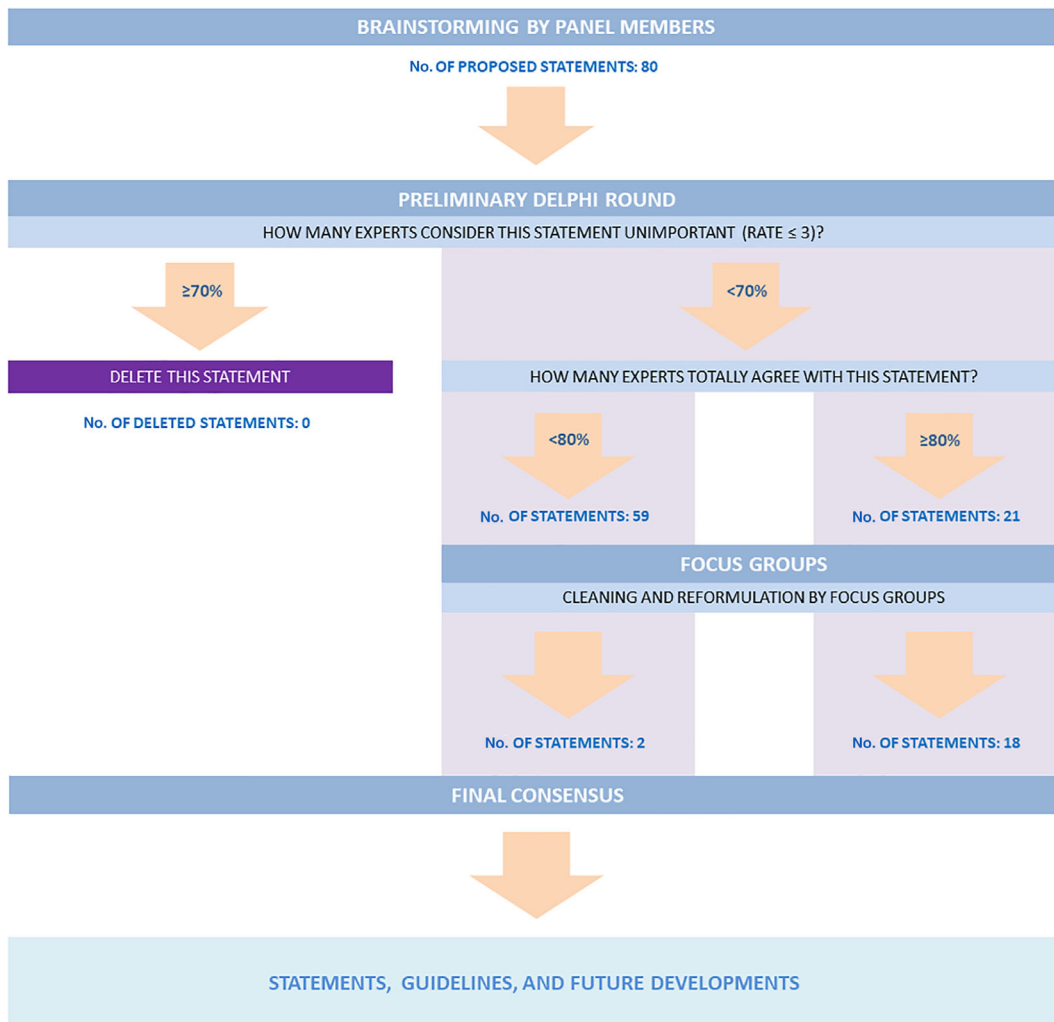 BRAINSTORMING BY PANEL MEMBERS
No. OF PROPOSED STATEMENTS: 80
PRELIMINARY DELPHI ROUND
HOW MANY EXPERTS CONSIDER THIS STATEMENT UNIMPORTANT (RATE ≤ 3)?
≥70%
<70%
DELETE THIS STATEMENT
No. OF DELETED STATEMENTS: 0
HOW MANY EXPERTS TOTALLY AGREE WITH THIS STATEMENT?
<80%
≥80%
No. OF STATEMENTS: 59
No. OF STATEMENTS: 21
FOCUS GROUPS
CLEANING AND REFORMULATION BY FOCUS GROUPS
No. OF STATEMENTS: 2
No. OF STATEMENTS: 18
FINAL CONSENSUS
STATEMENTS, GUIDELINES, AND FUTURE DEVELOPMENTS